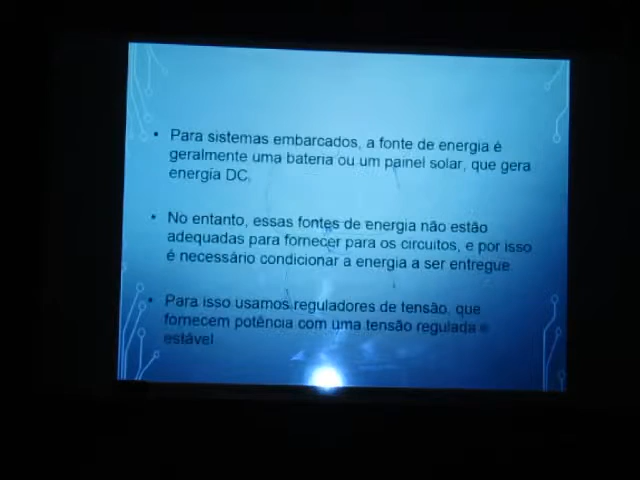 • Para sistemas embarcados, a fonte de energia é
geralmente uma bateria ou um painel solar, que gera
energia DC.
• No entanto, essas fontes de energia não estão
adequadas para fornecer para os circuitos, e por isso
é necessário condicionar a energia a ser entregue
• Para isso usamos reguladores de tensão, que
fornecem potência com uma tensão regulada e
estável